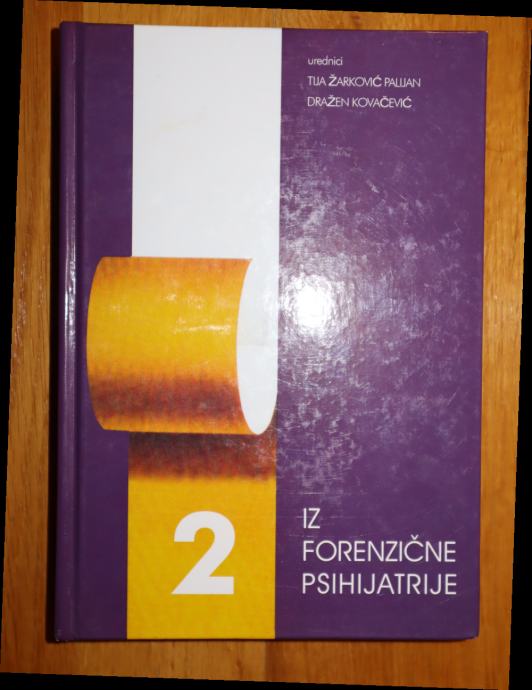 urednici
TIJA ŽARKOVIĆ PALIJAN
DRAŽEN KOVAČEVIĆ
2
IZ
FORENZIČNE
PSIHIJATRIJE